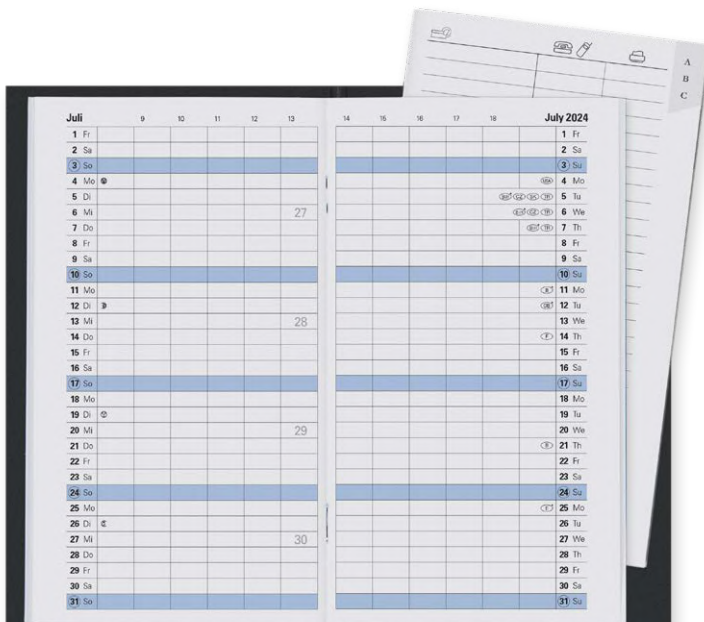 A
B
C
Juli 9 10 11 12 13 14 15 16 17 18 July 2024
1 Fr 1 Fr
2 Sa 2 Sa
3 So 3 Su
4 Mo USA 4 Mo
5 Di CZ SK 5 Tu
6 Mi 27 CZ 6 We
7 Do 7 Th
8 Fr 8 Fr
9 Sa 9 Sa
10 So 10 Su
11 Mo 11 Mo
12 Di 12 Tu
13 Mi 28 13 We
14 Do F 14 Th
15 Fr 15 Fr
16 Sa 16 Sa
17 So 17 Su
18 Mo 18 Mo
19 Di 19 Tu
20 Mi 29 20 We
21 Do B 21 Th
22 Fr 22 Fr
23 Sa 23 Sa
24 So 24 Su
25 Mo 25 Mo
26 Di 26 Tu
27 Mi 30 27 We
28 Do 28 Th
29 Fr 29 Fr
30 Sa 30 Sa
31 So 31 Su